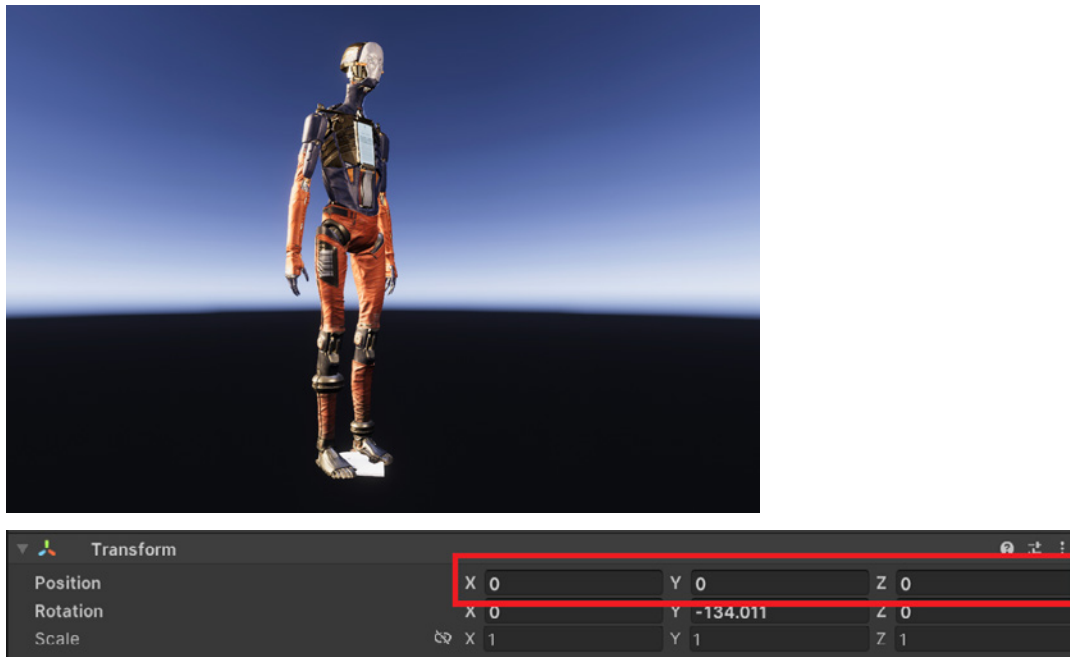 Transform
Position X 0 Y 0 Z 0
Rotation X 0 Y -134.011 Z 0
Scale X 1 Y 1 Z 1